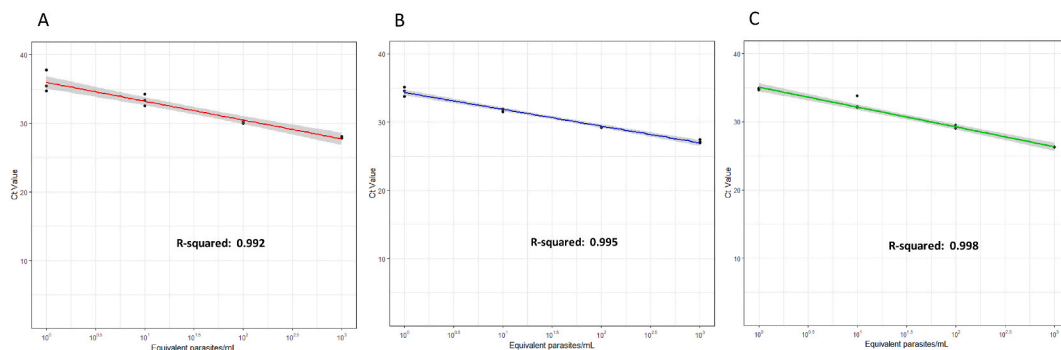 A
B
C
40
30
20
10
Ct Value
R-squared: 0.992
10^0
10^0.5
10^1
10^1.5
10^2
10^2.5
10^3
Equivalent parasites/mL
40
30
20
10
Ct Value
R-squared: 0.995
10^0
10^0.5
10^1
10^1.5
10^2
10^2.5
10^3
Equivalent parasites/mL
40
30
20
10
Ct Value
R-squared: 0.998
10^0
10^0.5
10^1
10^1.5
10^2
10^2.5
10^3
Equivalent parasites/mL